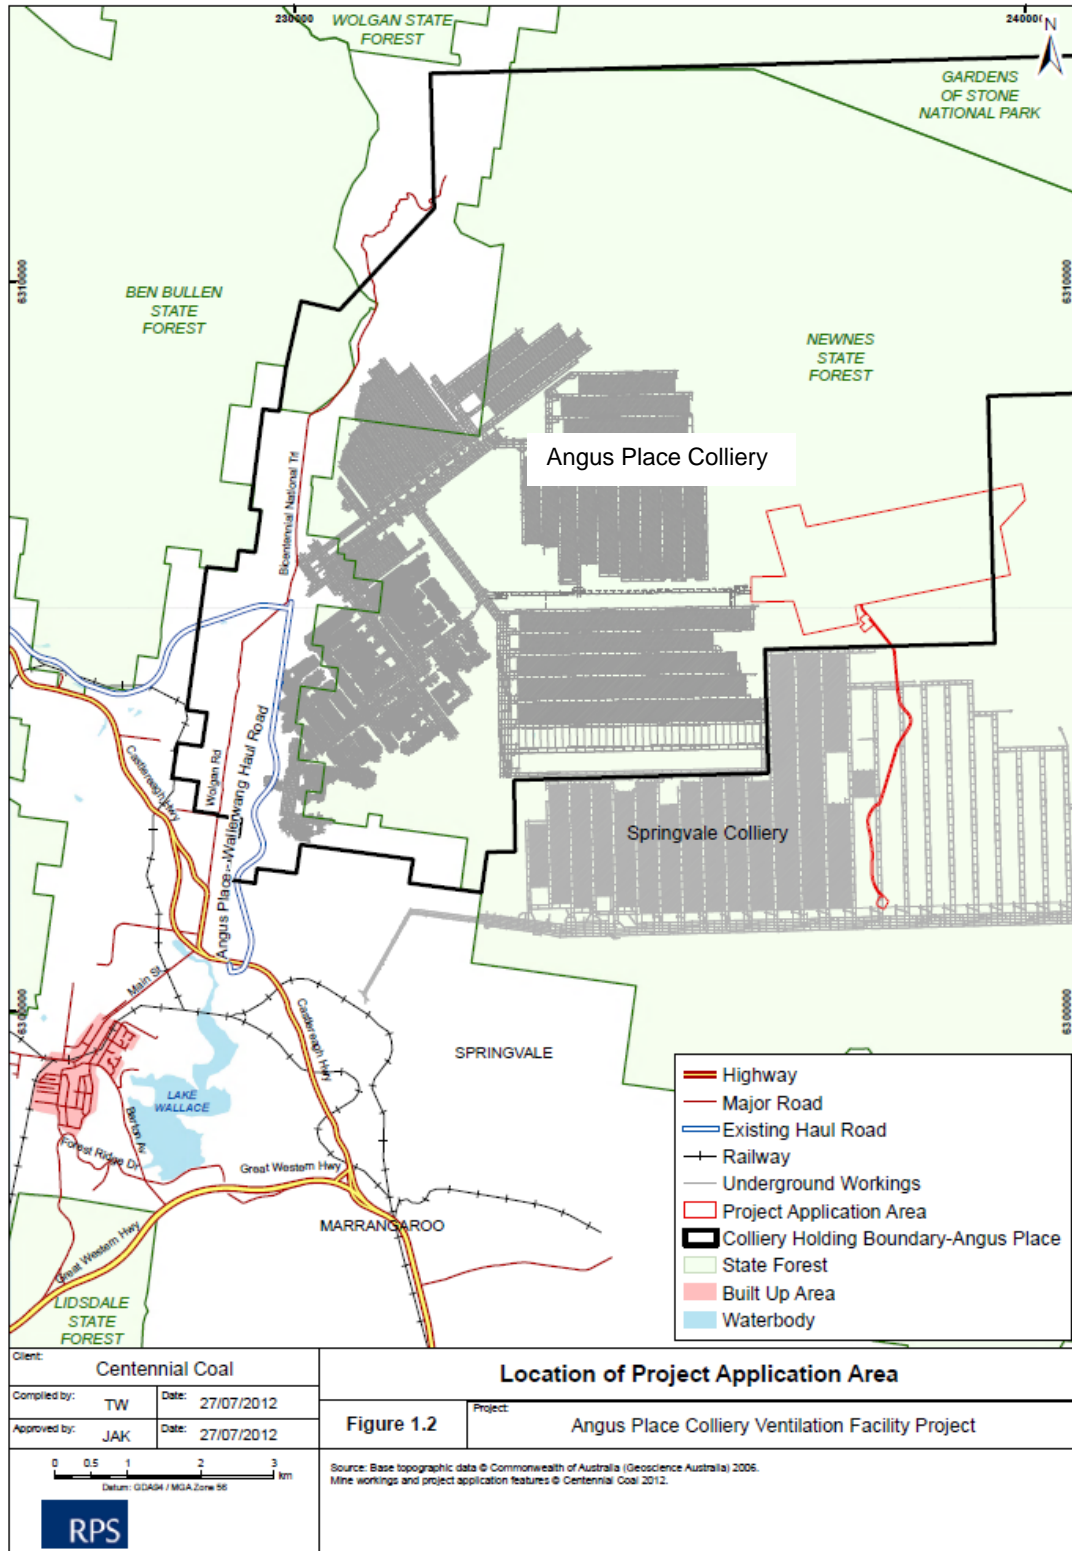 230000
240000
N
WOLGAN STATE
FOREST
GARDENS
OF STONE
NATIONAL PARK
6310000
6310000
BEN BULLEN
STATE
FOREST
NEWNES
STATE
FOREST
Angus Place Colliery
Bicentennial National Trl
Wolgan Rd
Angus Place - Wallerwang Haul Road
Castlereagh Hwy
Springvale Colliery
Main St
6300000
6300000
Castlereagh Hwy
SPRINGVALE
LAKE
WALLACE
Barton Av
Forest Ridge Dr
Great Western Hwy
MARRANGAROO
Great Western Hwy
LIDSDALE
STATE
FOREST
Highway
Major Road
Existing Haul Road
Railway
Underground Workings
Project Application Area
Colliery Holding Boundary-Angus Place
State Forest
Built Up Area
Waterbody
Client:
Centennial Coal
Compiled by:
TW
Date:
27/07/2012
Approved by:
JAK
Date:
27/07/2012
Location of Project Application Area
Figure 1.2
Project:
Angus Place Colliery Ventilation Facility Project
0 0.5 1 2 3
km
Datum: GDA94 / MGA Zone 56
Source: Base topographic data © Commonwealth of Australia (Geoscience Australia) 2006.
Mine workings and project application features © Centennial Coal 2012.
RPS